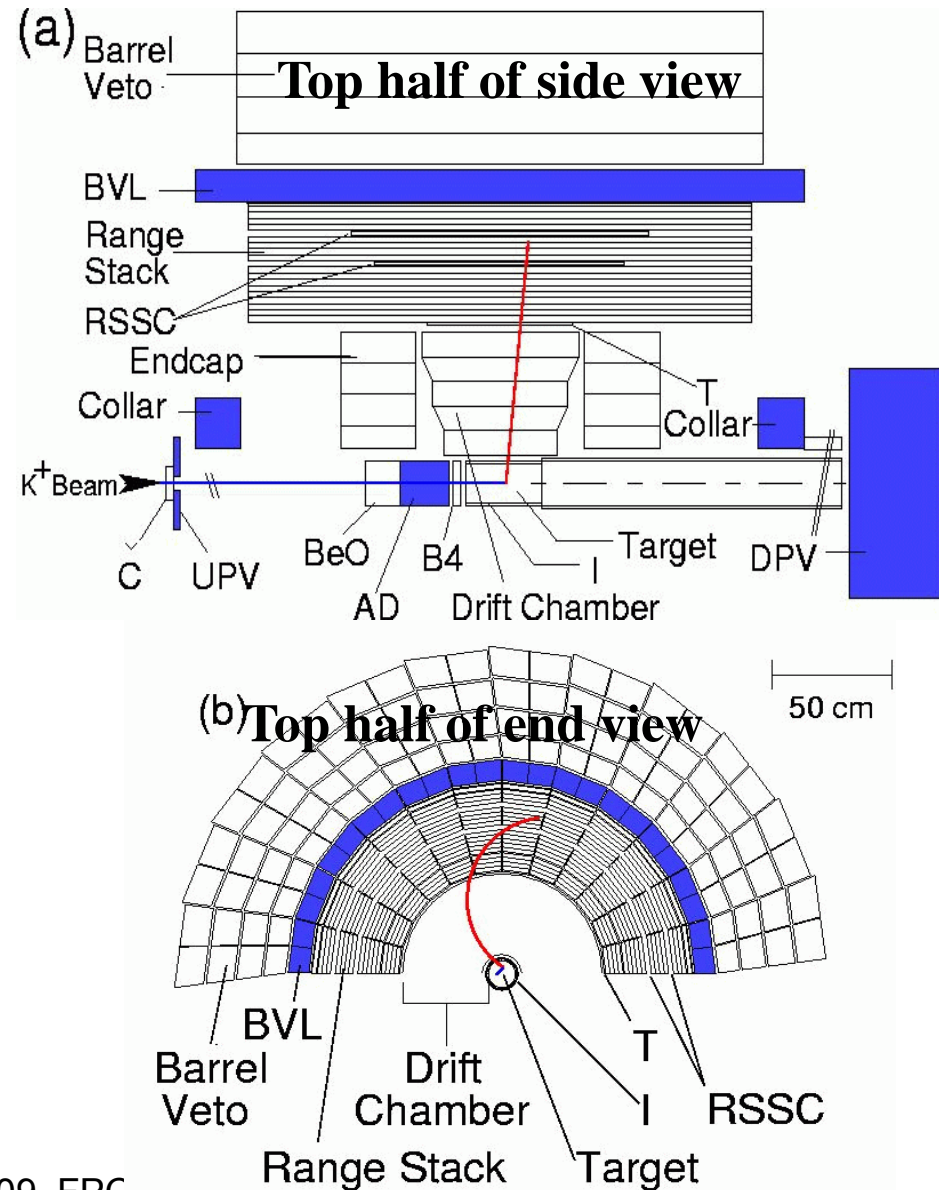 (a)
Barrel
Veto
Top half of side view
BVL
Range
Stack
RSSC
Endcap
T
Collar
Collar
K+ Beam
BeO
B4
Target
DPV
C
UPV
I
AD
Drift Chamber
50 cm
(b)
Top half of end view
BVL
T
Barrel
Veto
Drift
Chamber
I
RSSC
Range Stack
Target